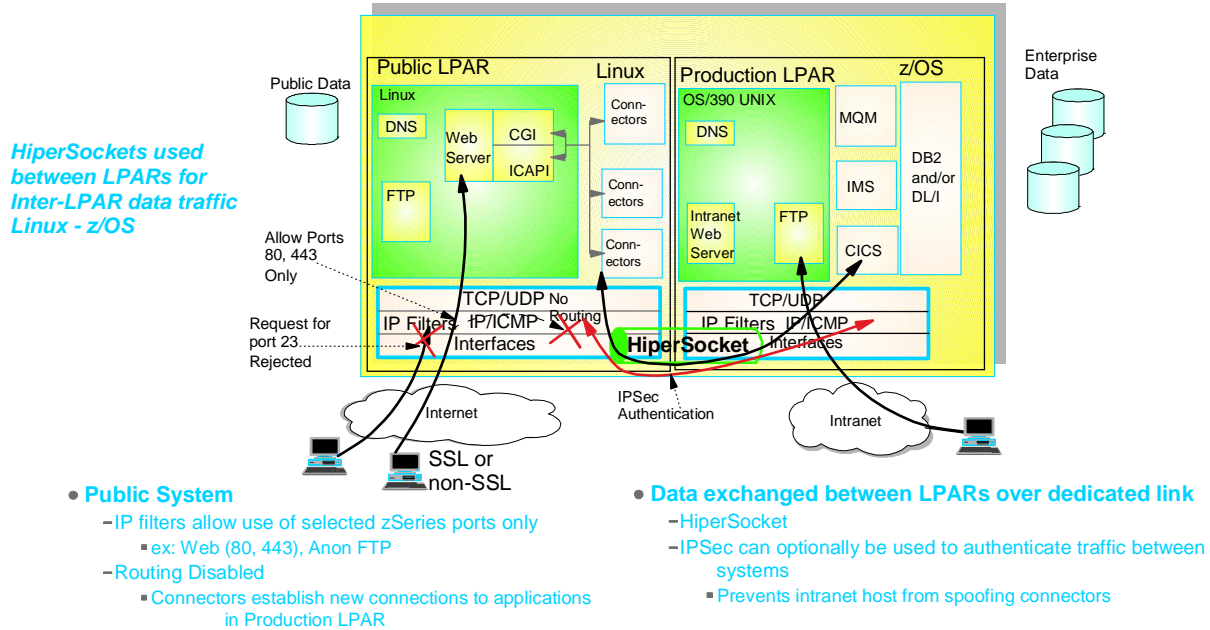 Public Data
HiperSockets used
between LPARs for
Inter-LPAR data traffic
Linux - z/OS
Public LPAR
Linux
Linux
DNS
Web
Server
CGI
ICAPI
FTP
Conn-
ectors
Conn-
ectors
Conn-
ectors
Production LPAR
z/OS
OS/390 UNIX
DNS
Intranet
Web
Server
FTP
MQM
IMS
CICS
DB2
and/or
DL/I
Enterprise
Data
Allow Ports
80, 443
Only
Request for
port 23
Rejected
TCP/UDP
No
Routing
IP Filters
IP/ICMP
Interfaces
HiperSocket
TCP/UDP
IP Filters
IP/ICMP
Interfaces
IPSec
Authentication
Internet
Intranet
SSL or
non-SSL
• Public System
–IP filters allow use of selected zSeries ports only
▪ ex: Web (80, 443), Anon FTP
–Routing Disabled
▪ Connectors establish new connections to applications
in Production LPAR
• Data exchanged between LPARs over dedicated link
–HiperSocket
–IPSec can optionally be used to authenticate traffic between
systems
▪ Prevents intranet host from spoofing connectors